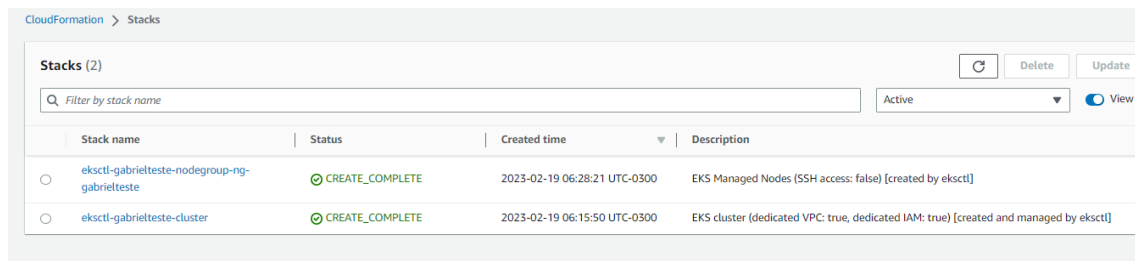 CloudFormation > Stacks
Stacks (2)
Delete
Update
Filter by stack name
Active
View
Stack name Status Created time Description
eksctl-gabrielteste-nodegroup-ng-
gabrielteste
CREATE_COMPLETE
2023-02-19 06:28:21 UTC-0300
EKS Managed Nodes (SSH access: false) [created by eksctl]
eksctl-gabrielteste-cluster
CREATE_COMPLETE
2023-02-19 06:15:50 UTC-0300
EKS cluster (dedicated VPC: true, dedicated IAM: true) [created and managed by eksctl]